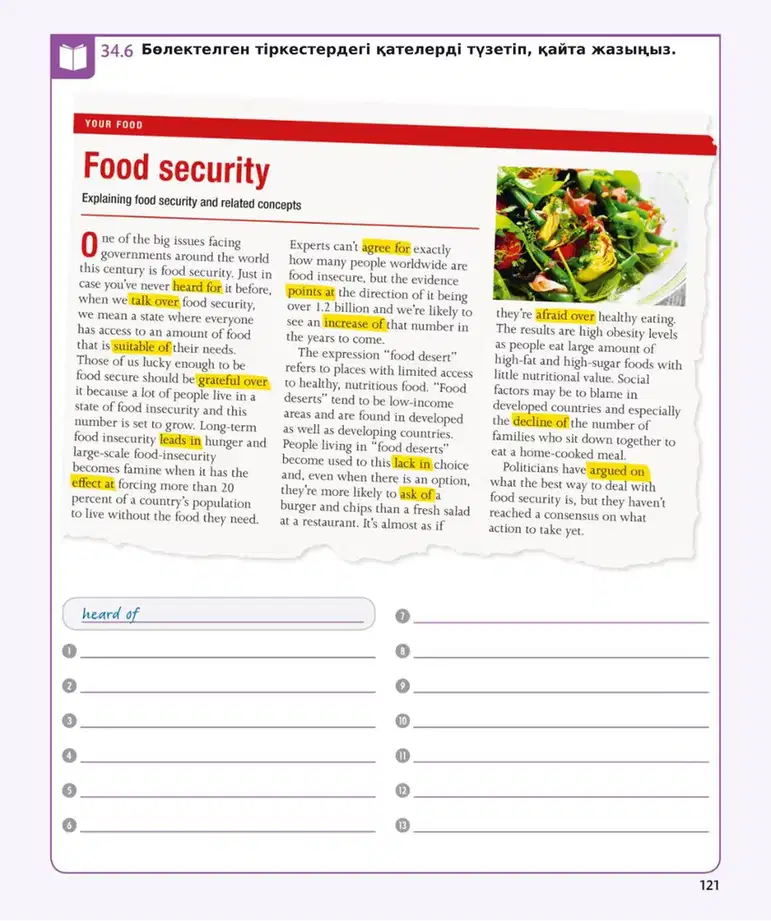 34.6 Бөлектелген тіркестердегі қателерді түзетіп, қайта жазыңыз.
YOUR FOOD
Food security
Explaining food security and related concepts
One of the big issues facing
governments around the world
this century is food security. Just in
case you've never heard for it before,
when we talk over food security,
we mean a state where everyone
has access to an amount of food
that is suitable of their needs.
Those of us lucky enough to be
food secure should be grateful over
it because a lot of people live in a
state of food insecurity and this
number is set to grow. Long-term
food insecurity leads in hunger and
large-scale food-insecurity
becomes famine when it has the
effect at forcing more than 20
percent of a country's population
to live without the food they need.
Experts can't agree for exactly
how many people worldwide are
food insecure, but the evidence
points at the direction of it being
over 1.2 billion and we're likely to
see an increase of that number in
the years to come.
The expression "food desert"
refers to places with limited access
to healthy, nutritious food. "Food
deserts" tend to be low-income
areas and are found in developed
as well as developing countries.
People living in "food deserts"
become used to this lack in choice
and, even when there is an option,
they're more likely to ask of a
burger and chips than a fresh salad
at a restaurant. It's almost as if
they're afraid over healthy eating.
The results are high obesity levels
as people eat large amount of
high-fat and high-sugar foods with
little nutritional value. Social
factors may be to blame in
developed countries and especially
the decline of the number of
families who sit down together to
eat a home-cooked meal.
Politicians have argued on
what the best way to deal with
food security is, but they haven't
reached a consensus on what
action to take yet.
heard of
1
2
3
4
5
6
7
8
9
10
11
12
13
121